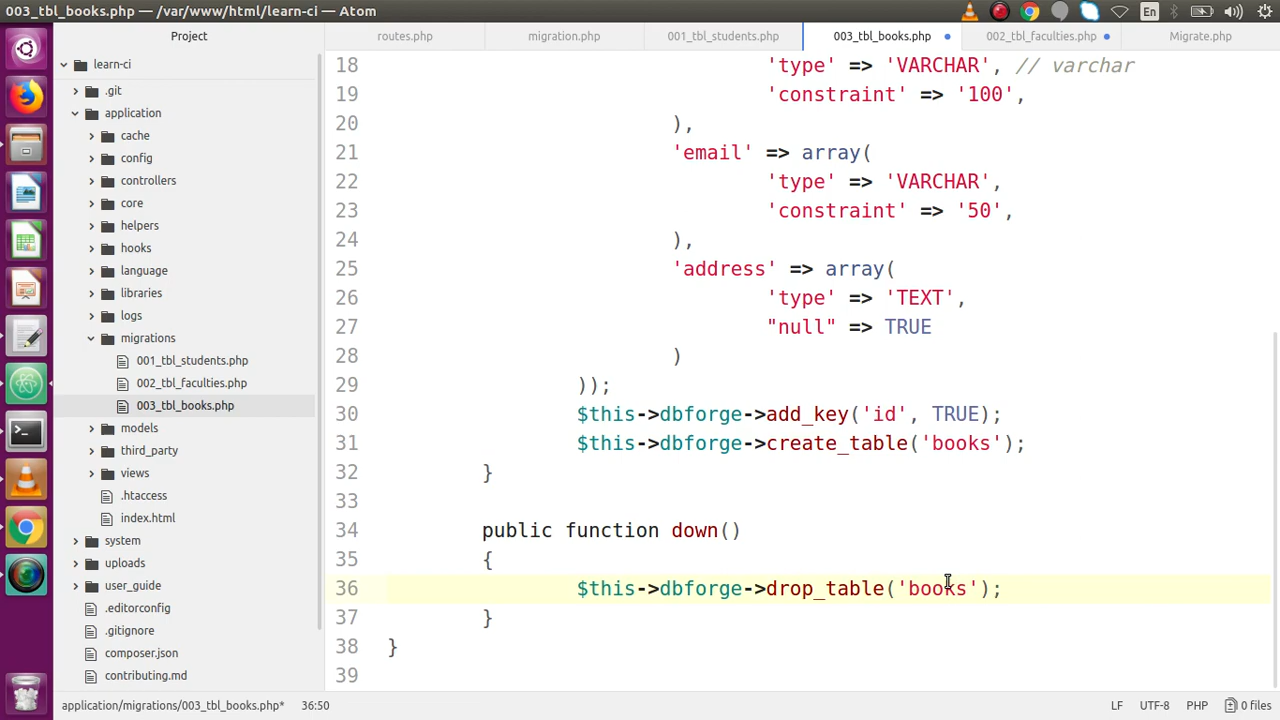 003_tbl_books.php — /var/www/html/learn-ci — Atom
En
Project
routes.php
migration.php
001_tbl_students.php
003_tbl_books.php
002_tbl_faculties.php
Migrate.php
learn-ci
.git
application
cache
config
controllers
core
helpers
hooks
language
libraries
logs
migrations
001_tbl_students.php
002_tbl_faculties.php
003_tbl_books.php
models
third_party
views
.htaccess
index.html
system
uploads
user_guide
.editorconfig
.gitignore
composer.json
contributing.md
18 'type' => 'VARCHAR', // varchar
19 'constraint' => '100',
20 ),
21 'email' => array(
22 'type' => 'VARCHAR',
23 'constraint' => '50',
24 ),
25 'address' => array(
26 'type' => 'TEXT',
27 "null" => TRUE
28 )
29 ));
30 $this->dbforge->add_key('id', TRUE);
31 $this->dbforge->create_table('books');
32 }
33
34 public function down()
35 {
36 $this->dbforge->drop_table('books');
37 }
38 }
39
application/migrations/003_tbl_books.php* 36:50
LF UTF-8 PHP 0 files